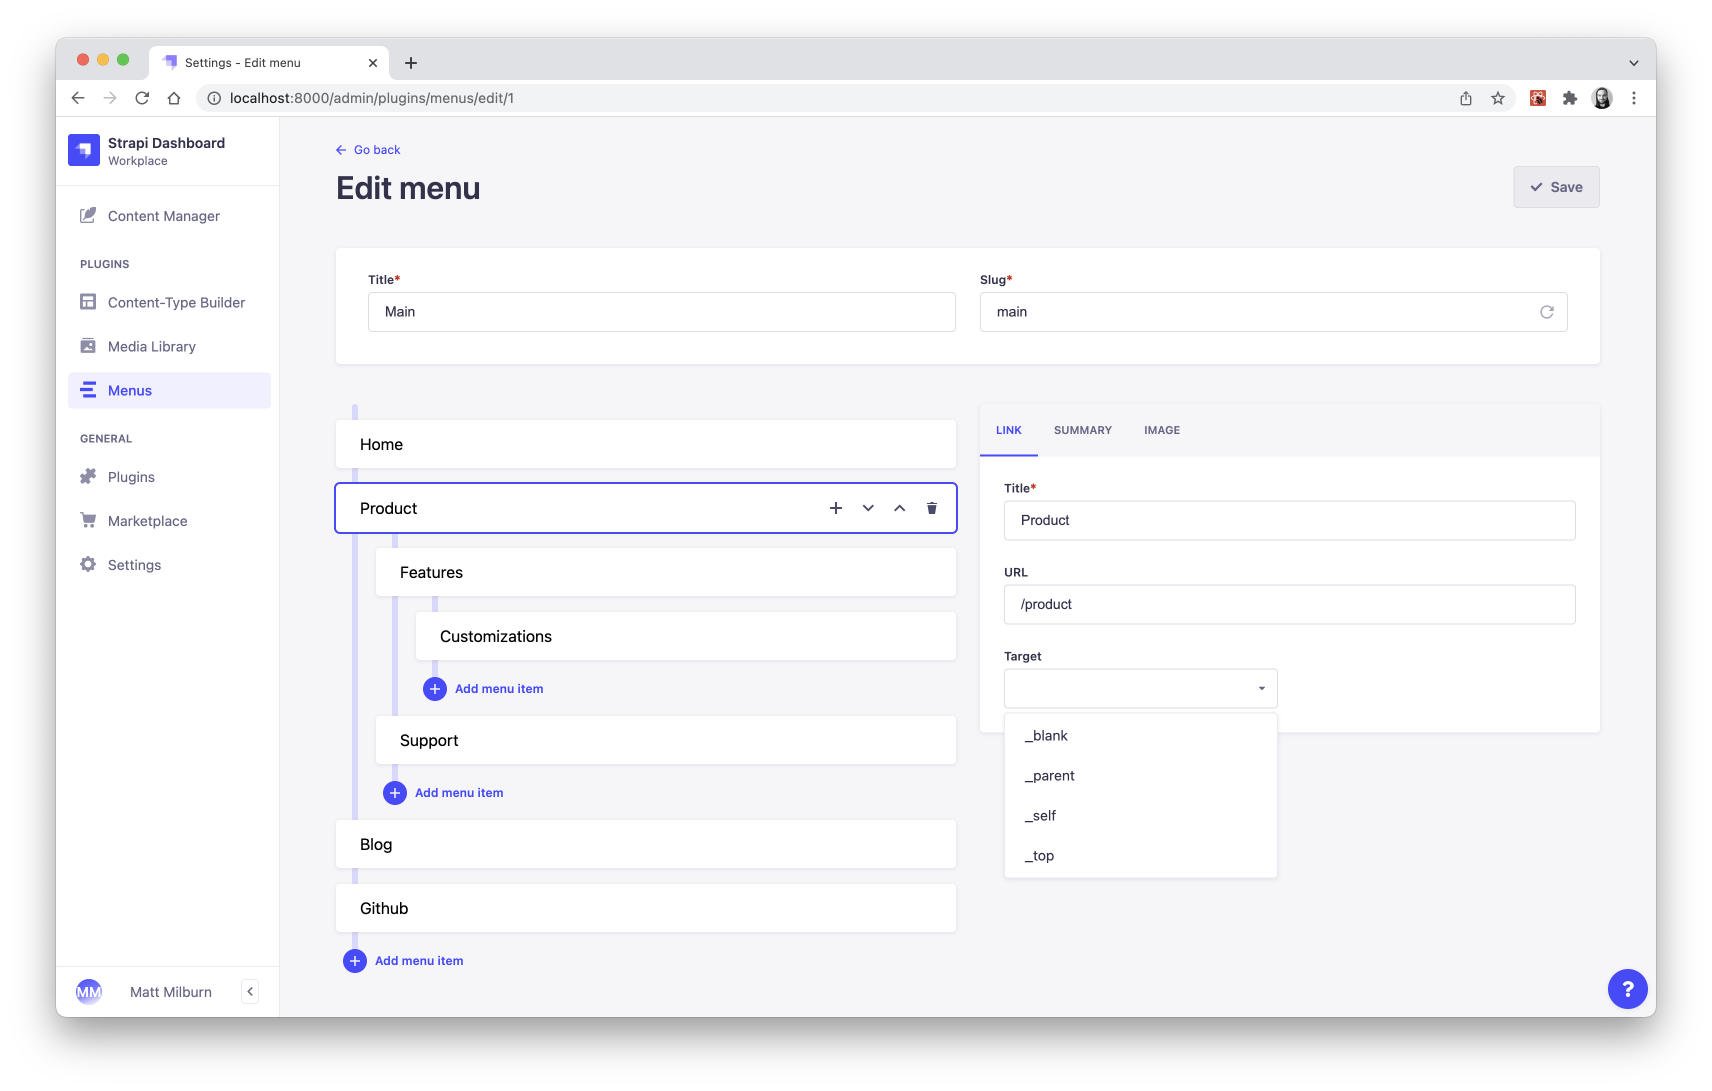 Settings - Edit menu
localhost:8000/admin/plugins/menus/edit/1
Strapi Dashboard
Workplace
Content Manager
PLUGINS
Content-Type Builder
Media Library
Menus
GENERAL
Plugins
Marketplace
Settings
MM
Matt Milburn
Go back
Edit menu
Save
Title*
Main
Slug*
main
Home
Product
Features
Customizations
Add menu item
Support
Add menu item
Blog
Github
Add menu item
LINK SUMMARY IMAGE
Title*
Product
URL
/product
Target
_blank
_parent
_self
_top
?